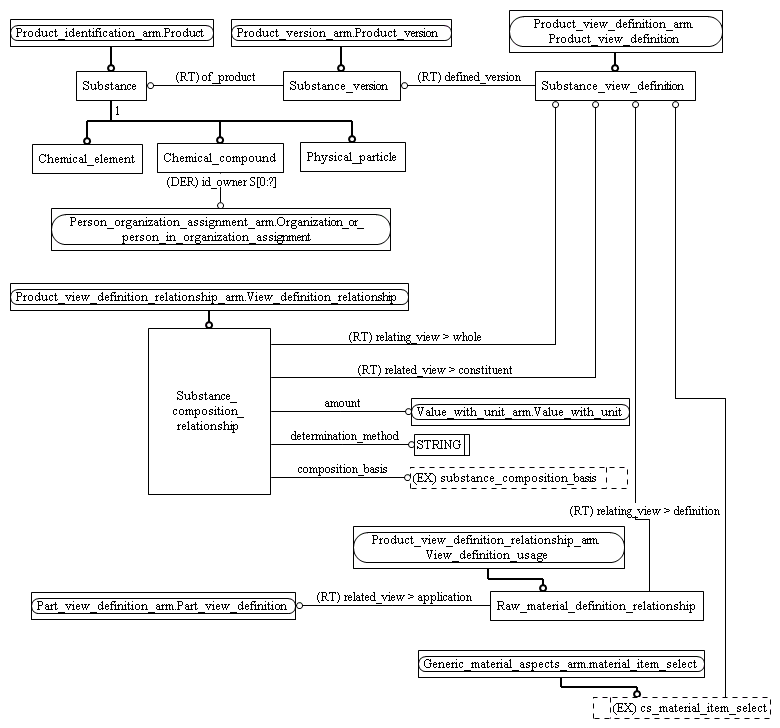 Product_identification_arm.Product
Product_version_arm.Product_version
Product_view_definition_arm.
Product_view_definition
Substance
(RT) of_product
Substance_version
(RT) defined_version
Substance_view_definition
1
Chemical_element
Chemical_compound
Physical_particle
(DER) id_owner S[0:?]
Person_organization_assignment_arm.Organization_or_
person_in_organization_assignment
Product_view_definition_relationship_arm.View_definition_relationship
Substance_
composition_
relationship
(RT) relating_view > whole
(RT) related_view > constituent
amount
Value_with_unit_arm.Value_with_unit
determination_method
STRING
composition_basis
(EX) substance_composition_basis
(RT) relating_view > definition
Product_view_definition_relationship_arm.
View_definition_usage
Part_view_definition_arm.Part_view_definition
(RT) related_view > application
Raw_material_definition_relationship
Generic_material_aspects_arm.material_item_select
(EX) cs_material_item_select